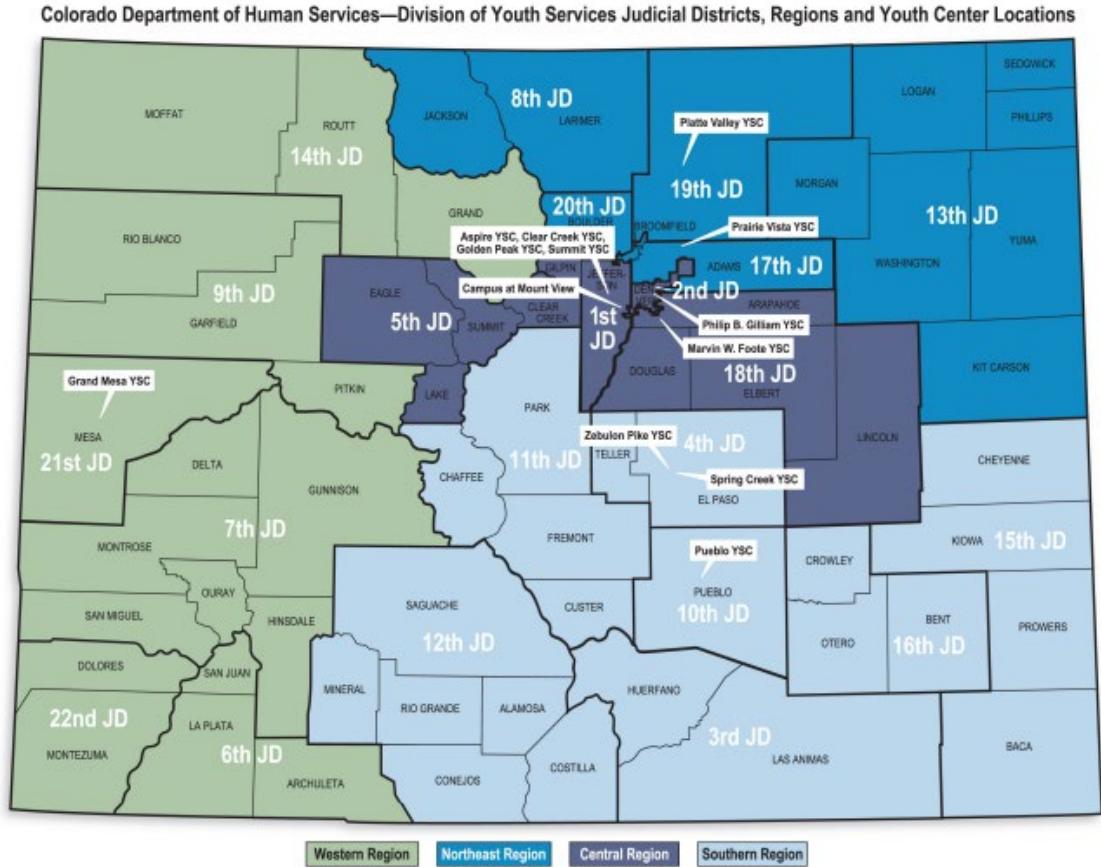 Colorado Department of Human Services—Division of Youth Services Judicial Districts, Regions and Youth Center Locations
MOFFAT
ROUTT
14th JD
JACKSON
8th JD
LARIMER
Platte Valley YSC
19th JD
LOGAN
SEDGWICK
PHILLIPS
MORGAN
13th JD
YUMA
WASHINGTON
RIO BLANCO
GRAND
20th JD
BOULDER
BROOMFIELD
Aspire YSC, Clear Creek YSC,
Golden Peak YSC, Summit YSC
Prairie Vista YSC
ADAMS
17th JD
9th JD
GARFIELD
EAGLE
5th JD
SUMMIT
GILPIN
CLEAR
CREEK
JEFFER-
SON
1st
JD
Campus at Mount View
DEN-
VER
2nd JD
ARAPAHOE
Philip B. Gilliam YSC
Marvin W. Foote YSC
DOUGLAS
18th JD
ELBERT
KIT CARSON
Grand Mesa YSC
MESA
21st JD
PITKIN
LAKE
PARK
11th JD
LINCOLN
DELTA
GUNNISON
CHAFFEE
TELLER
Zebulon Pike YSC
4th JD
Spring Creek YSC
EL PASO
CHEYENNE
7th JD
MONTROSE
FREMONT
KIOWA
15th JD
OURAY
SAN MIGUEL
HINSDALE
SAGUACHE
12th JD
CUSTER
Pueblo YSC
PUEBLO
10th JD
CROWLEY
OTERO
BENT
16th JD
PROWERS
DOLORES
SAN JUAN
MINERAL
RIO GRANDE
ALAMOSA
HUERFANO
22nd JD
MONTEZUMA
LA PLATA
6th JD
ARCHULETA
CONEJOS
COSTILLA
3rd JD
LAS ANIMAS
BACA
Western Region
Northeast Region
Central Region
Southern Region